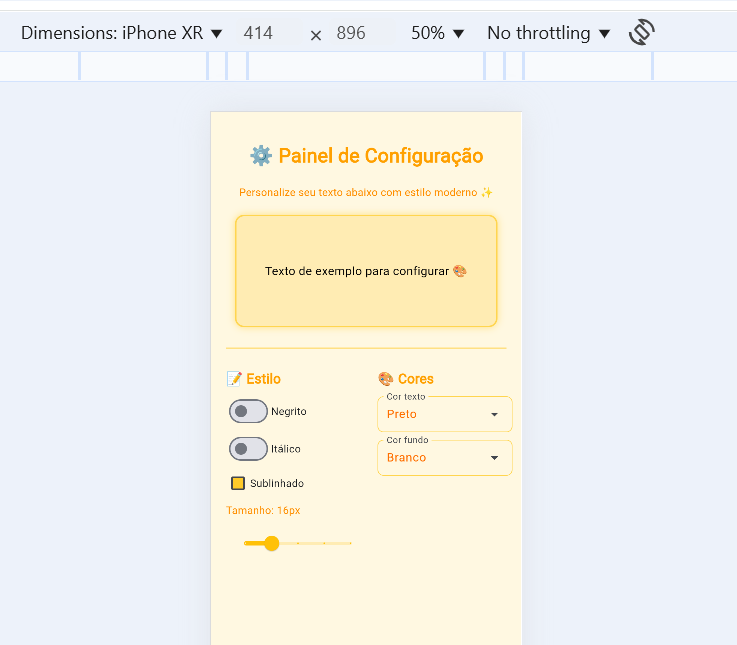 Dimensions: iPhone XR ▼ 414 × 896 50% ▼ No throttling ▼
⚙️ Painel de Configuração
Personalize seu texto abaixo com estilo moderno ✨
Texto de exemplo para configurar 🎨
📝 Estilo
Negrito
Itálico
Sublinhado
Tamanho: 16px
🎨 Cores
Cor texto
Preto
Cor fundo
Branco